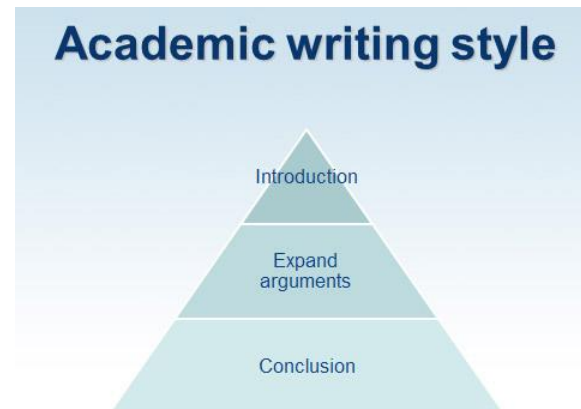 Academic writing style
Introduction
Expand
arguments
Conclusion